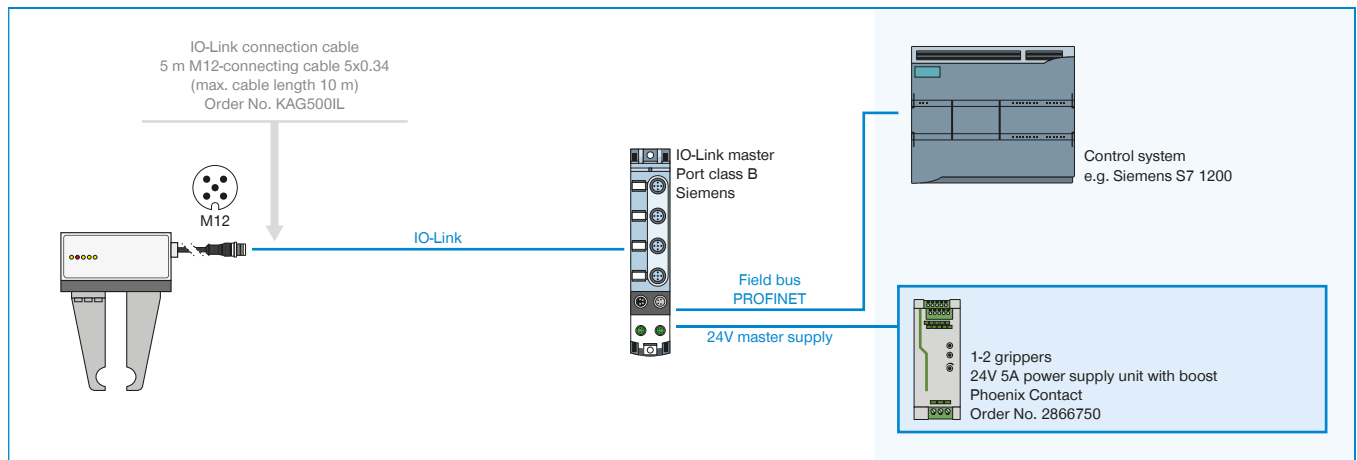 IO-Link connection cable
5 m M12-connecting cable 5x0.34
(max. cable length 10 m)
Order No. KAG500IL
M12
IO-Link
IO-Link master
Port class B
Siemens
Control system
e.g. Siemens S7 1200
Field bus
PROFINET
24V master supply
1-2 grippers
24V 5A power supply unit with boost
Phoenix Contact
Order No. 2866750